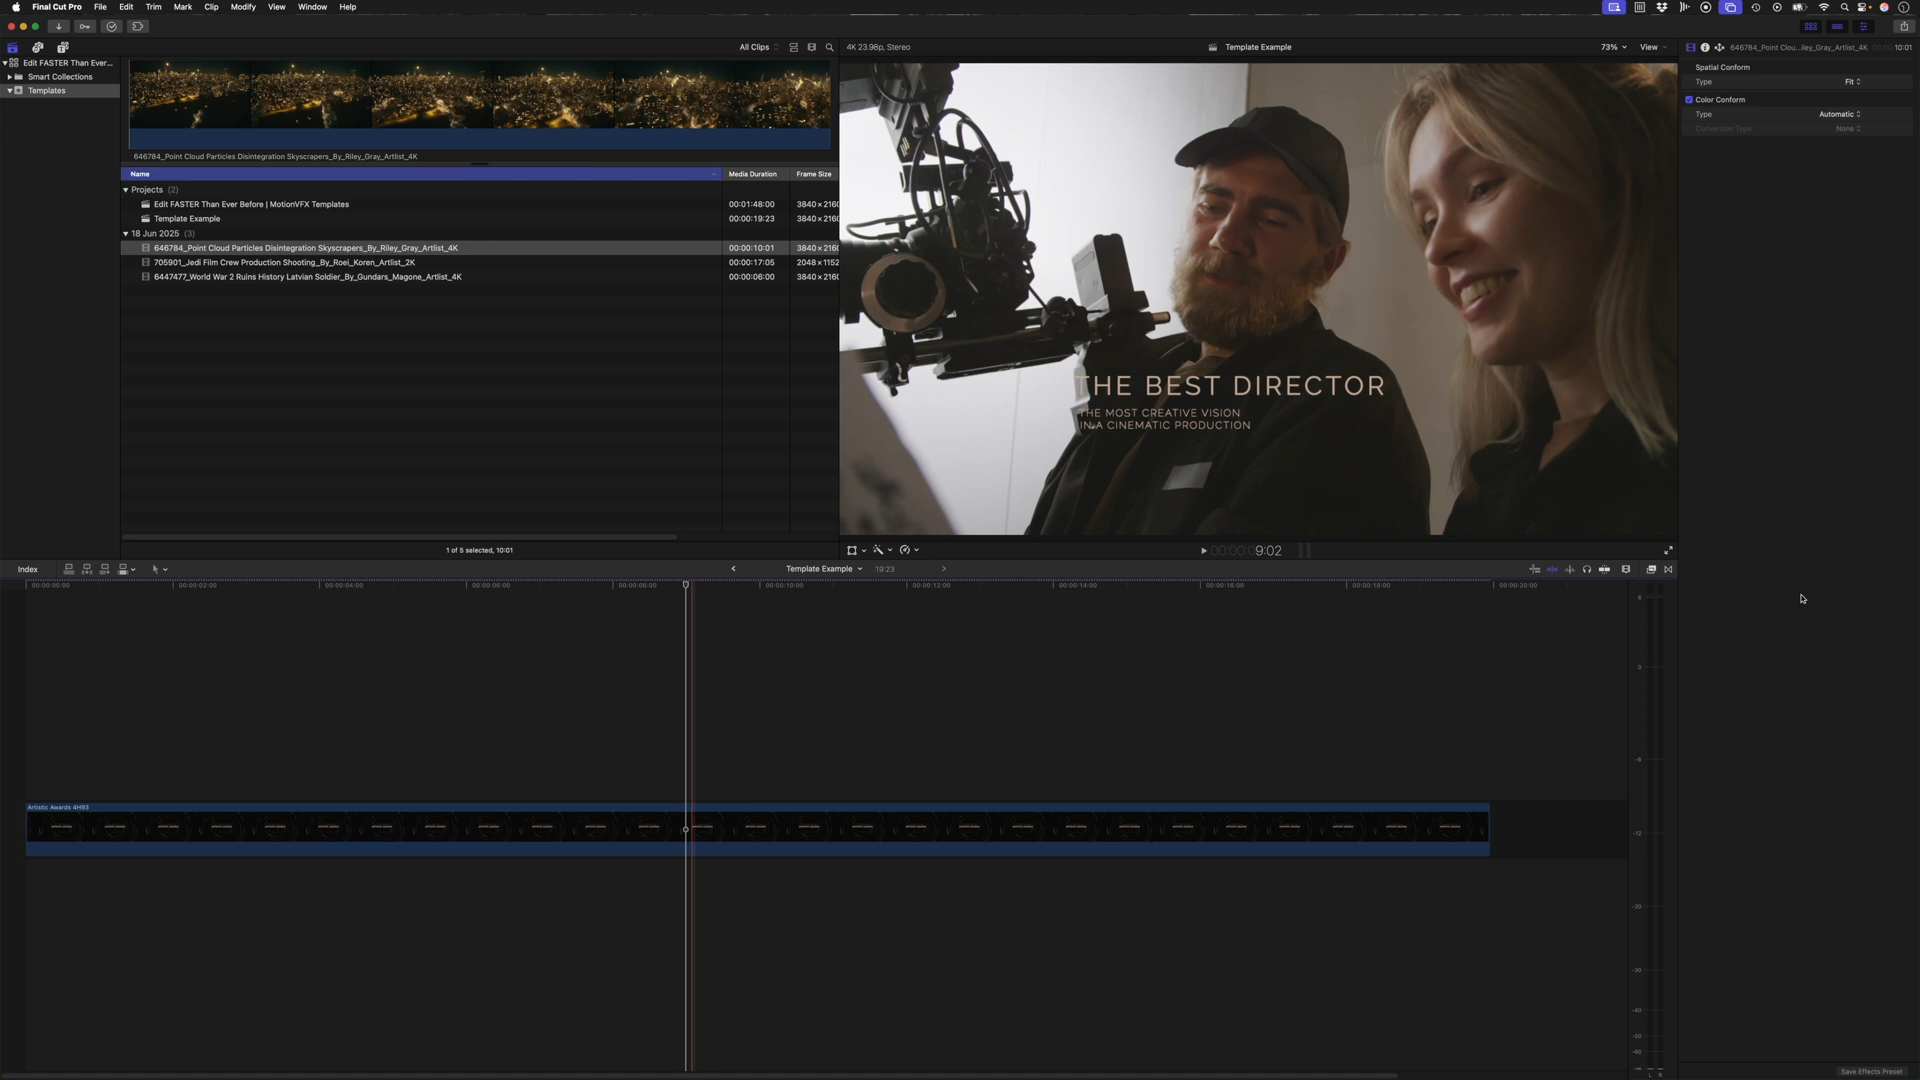 Final Cut Pro File Edit Trim Mark Clip Modify View Window Help
All Clips
4K 23.98p, Stereo
Template Example
73%
View
646784_Point Clou...iley_Gray_Artlist_4K
10:01
Edit FASTER Than Ever...
Smart Collections
Templates
646784_Point Cloud Particles Disintegration Skyscrapers_By_Riley_Gray_Artlist_4K
Name Media Duration Frame Size
Projects (2)
Edit FASTER Than Ever Before | MotionVFX Templates 00:01:48:00 3840×2160
Template Example 00:00:19:23 3840×2160
18 Jun 2025 (3)
646784_Point Cloud Particles Disintegration Skyscrapers_By_Riley_Gray_Artlist_4K 00:00:10:01 3840×2160
705901_Jedi Film Crew Production Shooting_By_Roei_Koren_Artlist_2K 00:00:17:05 2048×1152
6447477_World War 2 Ruins History Latvian Soldier_By_Gundars_Magone_Artlist_4K 00:00:06:00 3840×2160
1 of 5 selected, 10:01
THE BEST DIRECTOR
THE MOST CREATIVE VISION
IN A CINEMATIC PRODUCTION
00:00:09:02
Spatial Conform
Type Fit
Color Conform
Type Automatic
Conversion Type None
Index
Template Example
19:23
00:00:00:00 00:00:02:00 00:00:04:00 00:00:06:00 00:00:08:00 00:00:10:00 00:00:12:00 00:00:14:00 00:00:16:00 00:00:18:00 00:00:20:00
Artistic Awards 4H93
6
0
-6
-12
-20
-30
-40
-50
-60
L R
Save Effects Preset